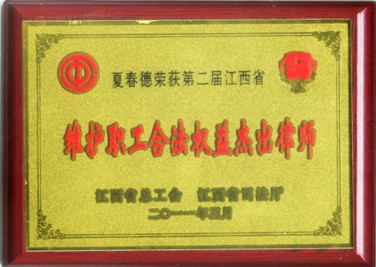 夏春德荣获第二届江西省
维护职工合法权益杰出律师
江西省总工会 江西省司法厅
二〇一一年三月